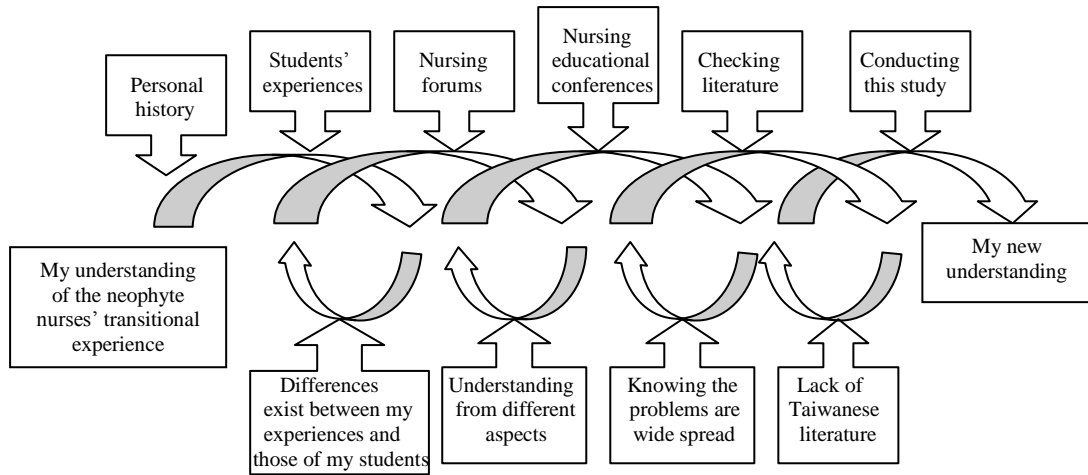 Personal
history
Students’
experiences
Nursing
forums
Nursing
educational
conferences
Checking
literature
Conducting
this study
My understanding
of the neophyte
nurses’ transitional
experience
My new
understanding
Differences
exist between my
experiences and
those of my students
Understanding
from different
aspects
Knowing the
problems are
wide spread
Lack of
Taiwanese
literature